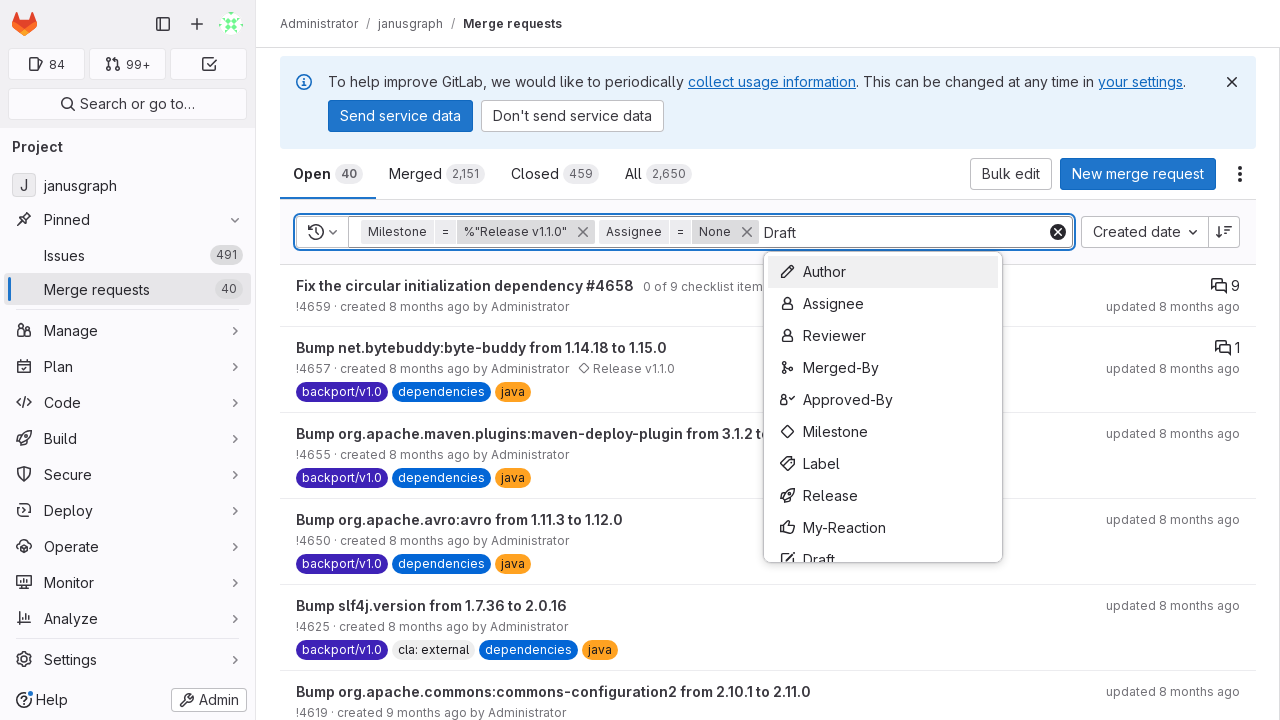 Administrator / janusgraph / Merge requests
84
99+
Search or go to…
Project
J janusgraph
Pinned
Issues 491
Merge requests 40
Manage
Plan
Code
Build
Secure
Deploy
Operate
Monitor
Analyze
Settings
Help
Admin
To help improve GitLab, we would like to periodically collect usage information. This can be changed at any time in your settings.
Send service data
Don't send service data
Open 40
Merged 2,151
Closed 459
All 2,650
Bulk edit
New merge request
Milestone = %"Release v1.1.0" Assignee = None Draft
Created date
Author
Assignee
Reviewer
Merged-By
Approved-By
Milestone
Label
Release
My-Reaction
Draft
Fix the circular initialization dependency #4658 0 of 9 checklist item
9
!4659 · created 8 months ago by Administrator
updated 8 months ago
Bump net.bytebuddy:byte-buddy from 1.14.18 to 1.15.0
1
!4657 · created 8 months ago by Administrator Release v1.1.0
updated 8 months ago
backport/v1.0 dependencies java
Bump org.apache.maven.plugins:maven-deploy-plugin from 3.1.2 to
updated 8 months ago
!4655 · created 8 months ago by Administrator
backport/v1.0 dependencies java
Bump org.apache.avro:avro from 1.11.3 to 1.12.0
updated 8 months ago
!4650 · created 8 months ago by Administrator
backport/v1.0 dependencies java
Bump slf4j.version from 1.7.36 to 2.0.16
updated 8 months ago
!4625 · created 8 months ago by Administrator
backport/v1.0 cla: external dependencies java
Bump org.apache.commons:commons-configuration2 from 2.10.1 to 2.11.0
updated 8 months ago
!4619 · created 9 months ago by Administrator